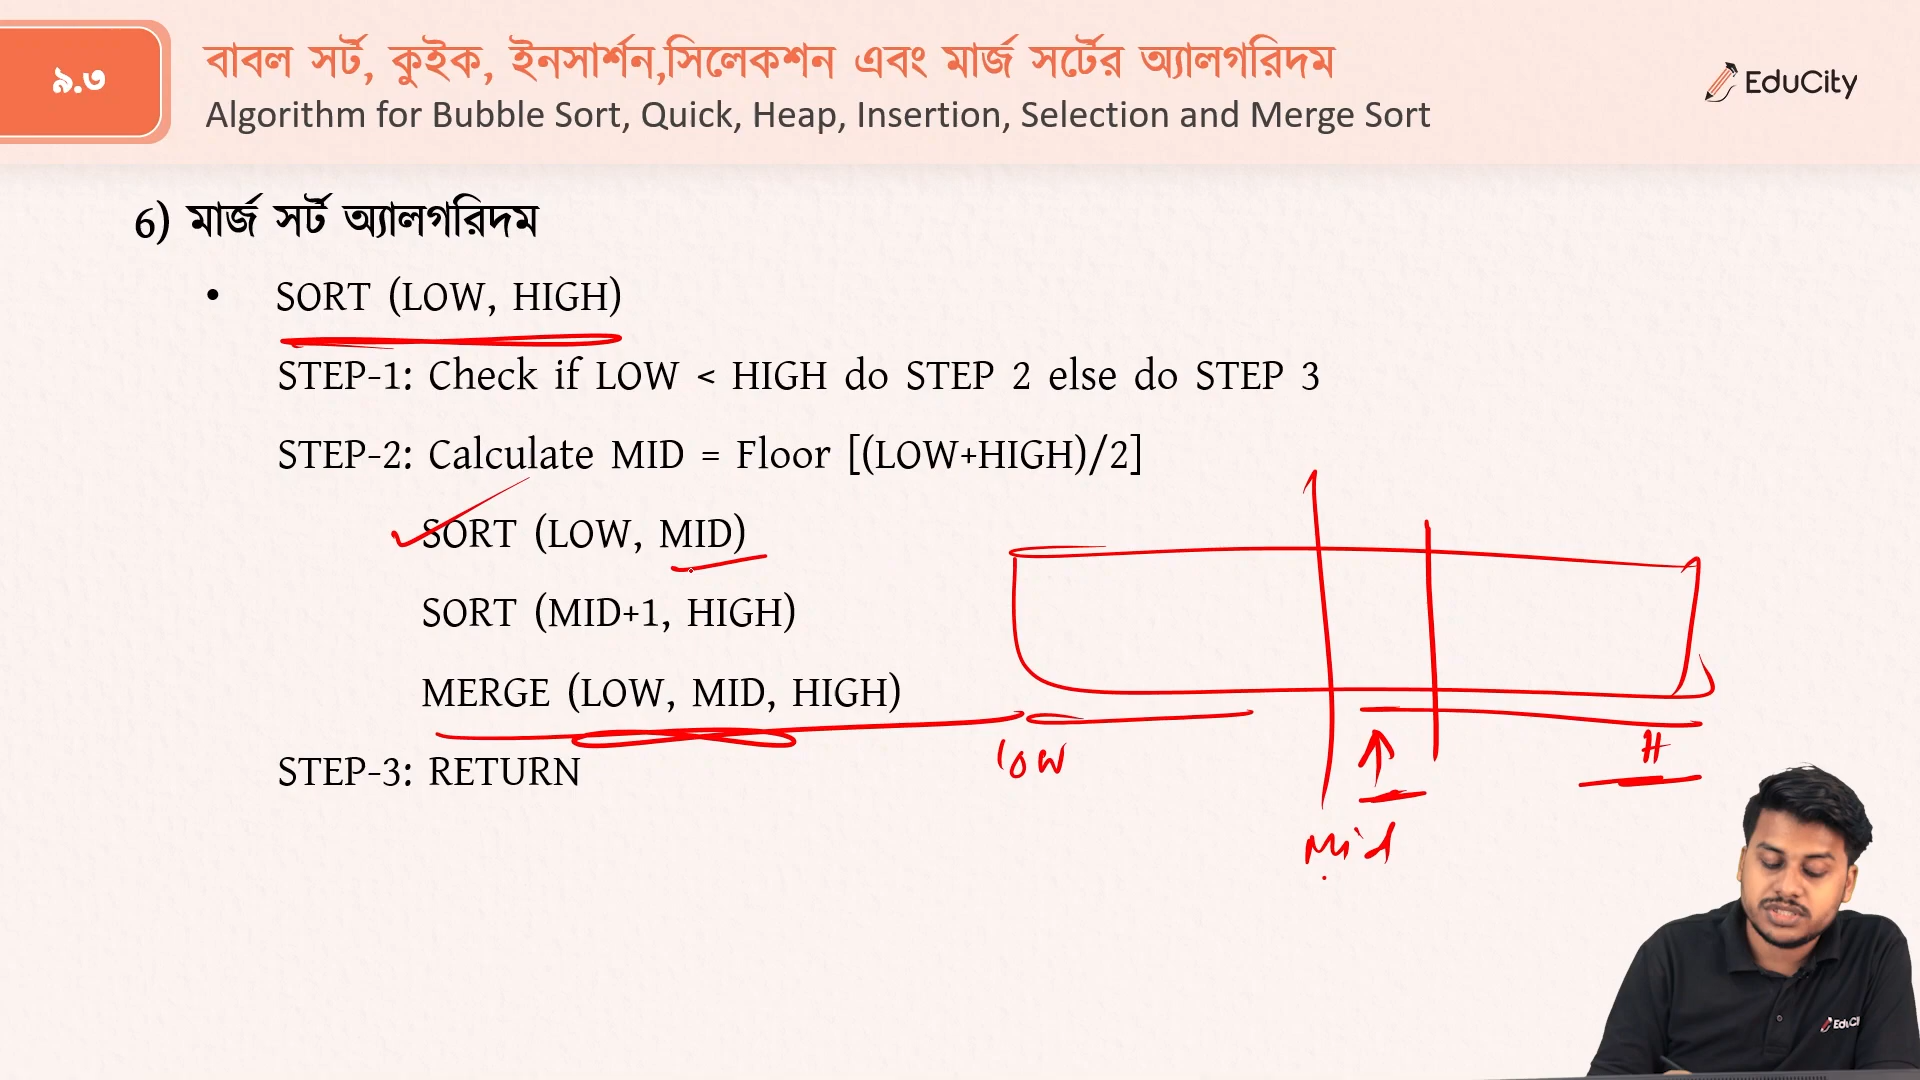 ৯.৩
বাবল সর্ট, কুইক, ইনসার্শন,সিলেকশন এবং মার্জ সর্টের অ্যালগরিদম
Algorithm for Bubble Sort, Quick, Heap, Insertion, Selection and Merge Sort
EduCity
6) মার্জ সর্ট অ্যালগরিদম
• SORT (LOW, HIGH)
STEP-1: Check if LOW < HIGH do STEP 2 else do STEP 3
STEP-2: Calculate MID = Floor [(LOW+HIGH)/2]
SORT (LOW, MID)
SORT (MID+1, HIGH)
MERGE (LOW, MID, HIGH)
STEP-3: RETURN
low
H
Mid